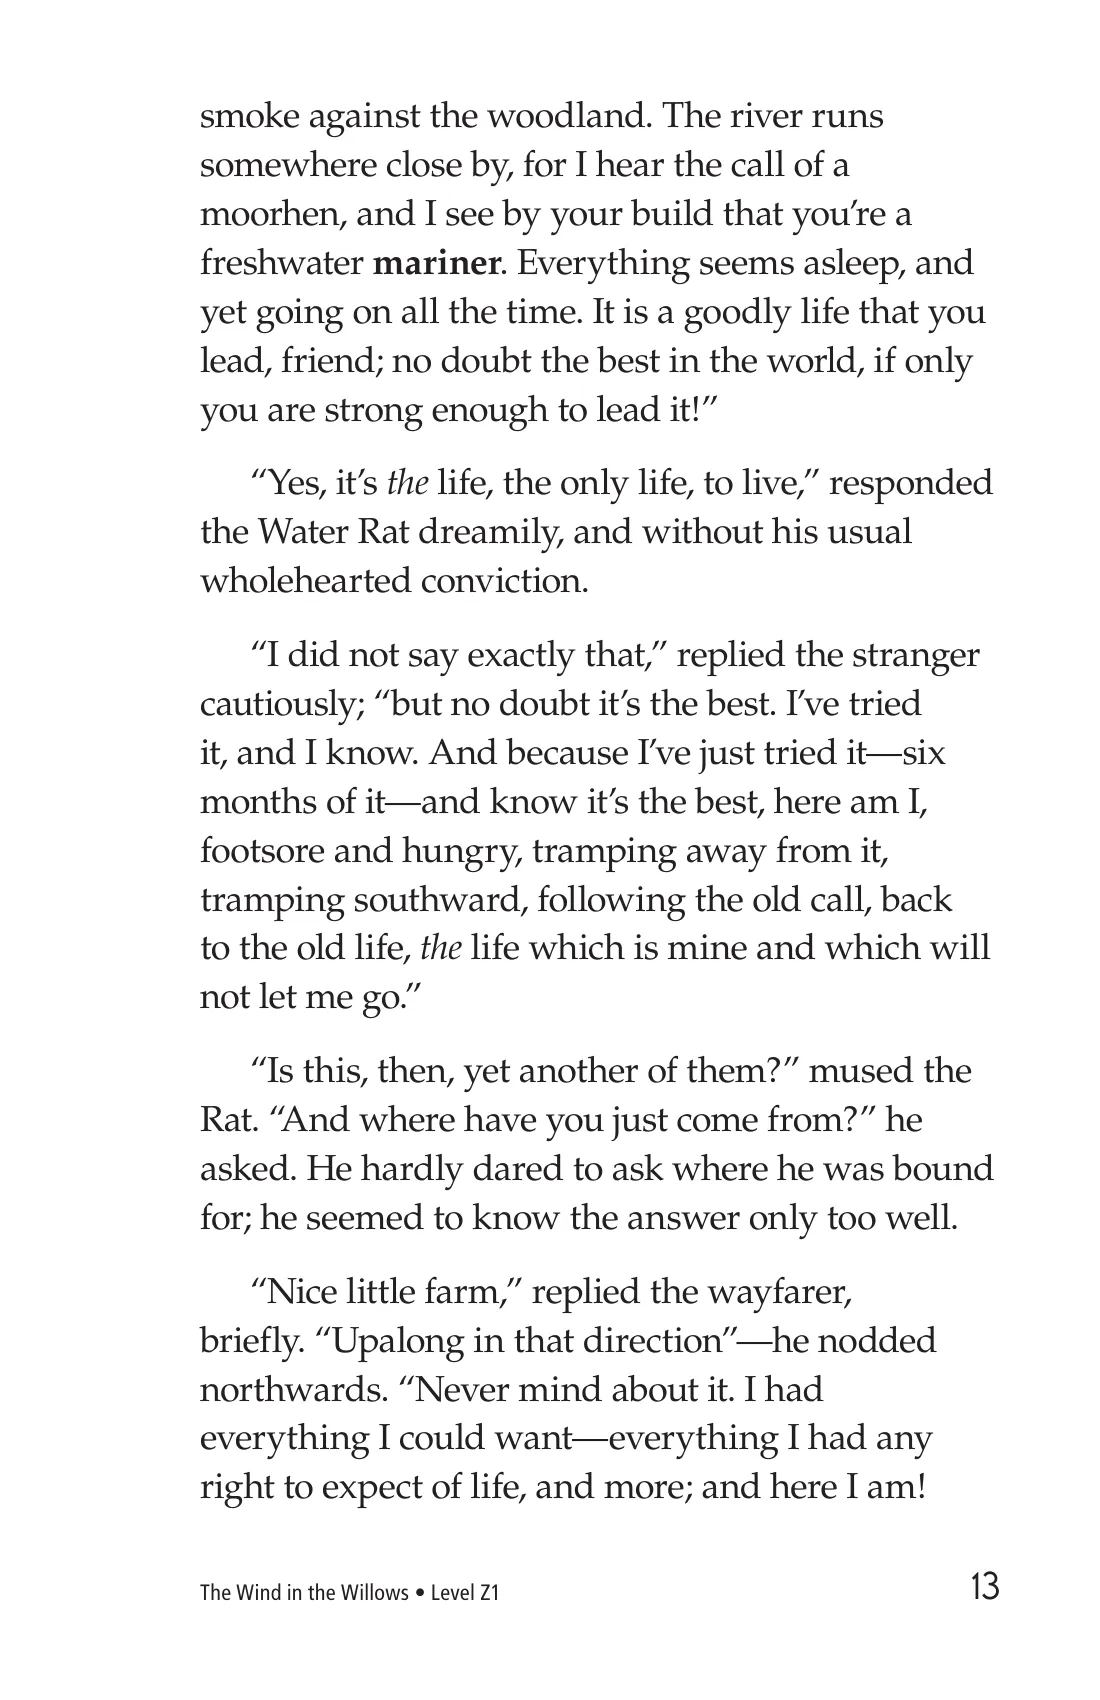 smoke against the woodland. The river runs
somewhere close by, for I hear the call of a
moorhen, and I see by your build that you’re a
freshwater mariner. Everything seems asleep, and
yet going on all the time. It is a goodly life that you
lead, friend; no doubt the best in the world, if only
you are strong enough to lead it!”
“Yes, it’s the life, the only life, to live,” responded
the Water Rat dreamily, and without his usual
wholehearted conviction.
“I did not say exactly that,” replied the stranger
cautiously; “but no doubt it’s the best. I’ve tried
it, and I know. And because I’ve just tried it—six
months of it—and know it’s the best, here am I,
footsore and hungry, tramping away from it,
tramping southward, following the old call, back
to the old life, the life which is mine and which will
not let me go.”
“Is this, then, yet another of them?” mused the
Rat. “And where have you just come from?” he
asked. He hardly dared to ask where he was bound
for; he seemed to know the answer only too well.
“Nice little farm,” replied the wayfarer,
briefly. “Upalong in that direction”—he nodded
northwards. “Never mind about it. I had
everything I could want—everything I had any
right to expect of life, and more; and here I am!
The Wind in the Willows • Level Z1
13